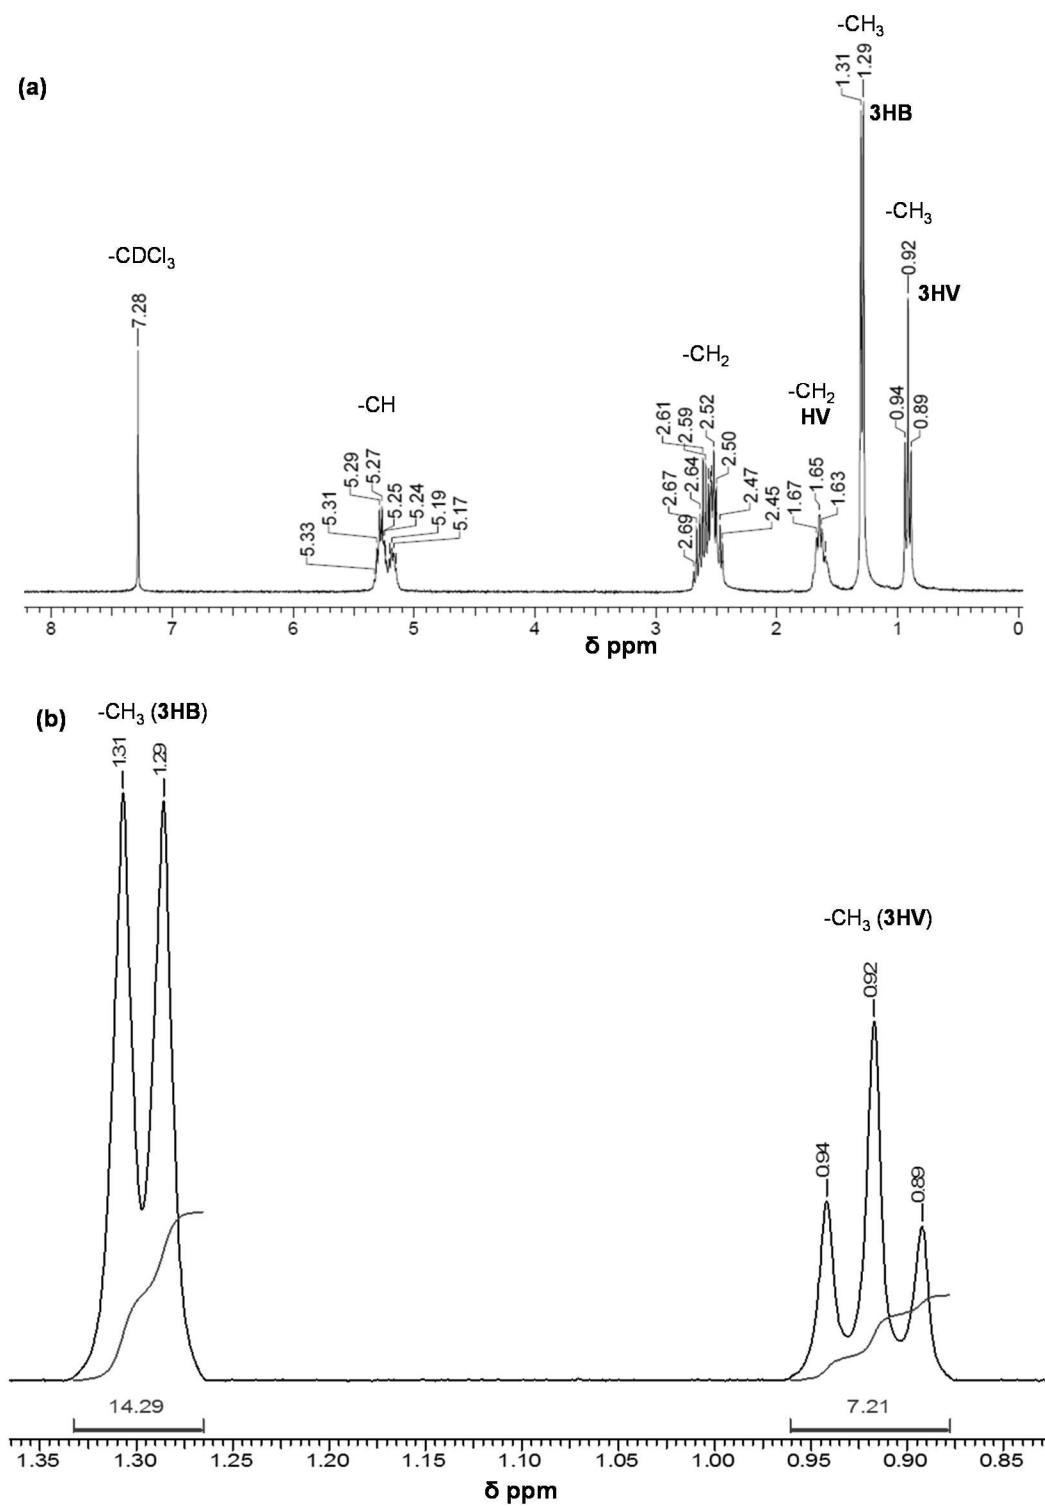 (a)
-CH₃
1.31
1.29
3HB
-CH₃
0.92
3HV
0.94
0.89
-CDCl₃
7.28
-CH
5.33
5.31
5.29
5.27
5.25
5.24
5.19
5.17
-CH₂
2.69
2.67
2.64
2.61
2.59
2.52
2.50
2.47
2.45
-CH₂
HV
1.67
1.65
1.63
8 7 6 5 4 3 2 1 0
δ ppm
(b)
-CH₃ (3HB)
1.31
1.29
-CH₃ (3HV)
0.94
0.92
0.89
14.29
7.21
1.35 1.30 1.25 1.20 1.15 1.10 1.05 1.00 0.95 0.90 0.85
δ ppm